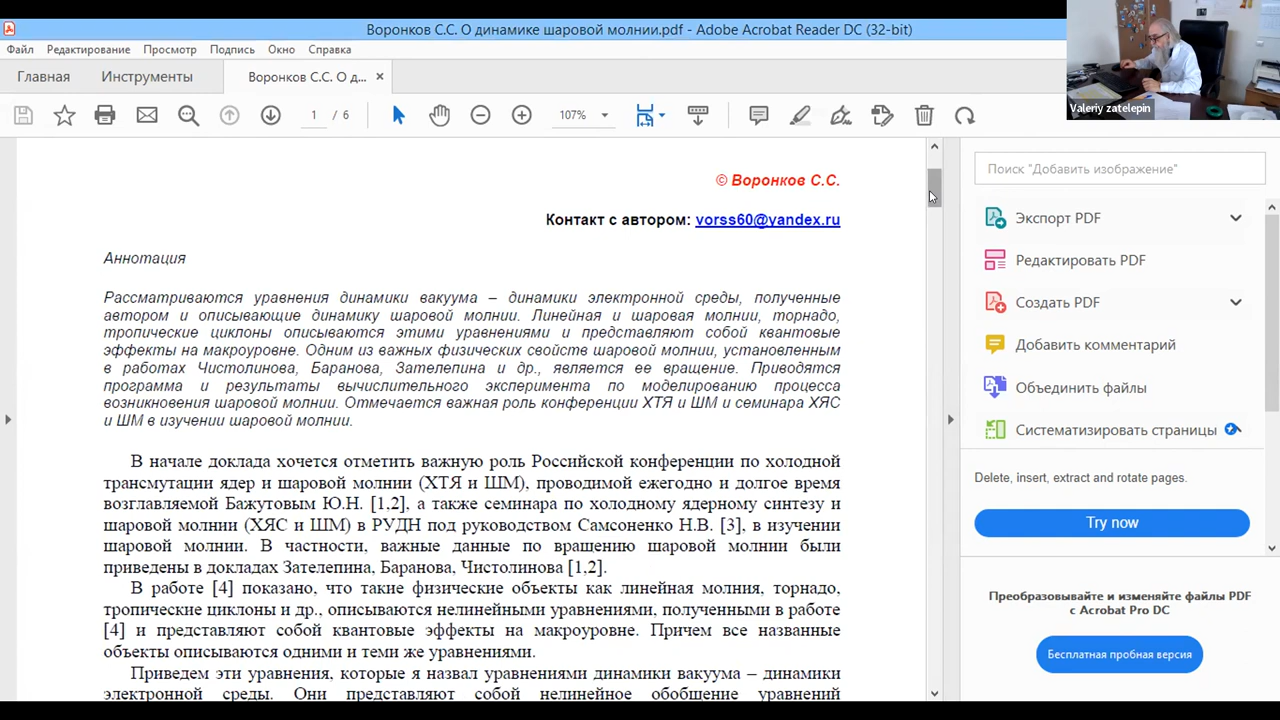 Воронков С.С. О динамике шаровой молнии.pdf - Adobe Acrobat Reader DC (32-bit)
Файл Редактирование Просмотр Подпись Окно Справка
Главная Инструменты Воронков С.С. О д... ×
1 / 6 107%
Valeriy zatelepin
© Воронков С.С.
Контакт с автором: vorss60@yandex.ru
Аннотация
Рассматриваются уравнения динамики вакуума – динамики электронной среды, полученные
автором и описывающие динамику шаровой молнии. Линейная и шаровая молнии, торнадо,
тропические циклоны описываются этими уравнениями и представляют собой квантовые
эффекты на макроуровне. Одним из важных физических свойств шаровой молнии, установленным
в работах Чистолинова, Баранова, Зателепина и др., является ее вращение. Приводятся
программа и результаты вычислительного эксперимента по моделированию процесса
возникновения шаровой молнии. Отмечается важная роль конференции ХТЯ и ШМ и семинара ХЯС
и ШМ в изучении шаровой молнии.
В начале доклада хочется отметить важную роль Российской конференции по холодной
трансмутации ядер и шаровой молнии (ХТЯ и ШМ), проводимой ежегодно и долгое время
возглавляемой Бажутовым Ю.Н. [1,2], а также семинара по холодному ядерному синтезу и
шаровой молнии (ХЯС и ШМ) в РУДН под руководством Самсоненко Н.В. [3], в изучении
шаровой молнии. В частности, важные данные по вращению шаровой молнии были
приведены в докладах Зателепина, Баранова, Чистолинова [1,2].
В работе [4] показано, что такие физические объекты как линейная молния, торнадо,
тропические циклоны и др., описываются нелинейными уравнениями, полученными в работе
[4] и представляют собой квантовые эффекты на макроуровне. Причем все названные
объекты описываются одними и теми же уравнениями.
Приведем эти уравнения, которые я назвал уравнениями динамики вакуума – динамики
электронной среды. Они представляют собой нелинейное обобщение уравнений
Поиск "Добавить изображение"
Экспорт PDF
Редактировать PDF
Создать PDF
Добавить комментарий
Объединить файлы
Систематизировать страницы
Delete, insert, extract and rotate pages.
Try now
Преобразовывайте и изменяйте файлы PDF
с Acrobat Pro DC
Бесплатная пробная версия